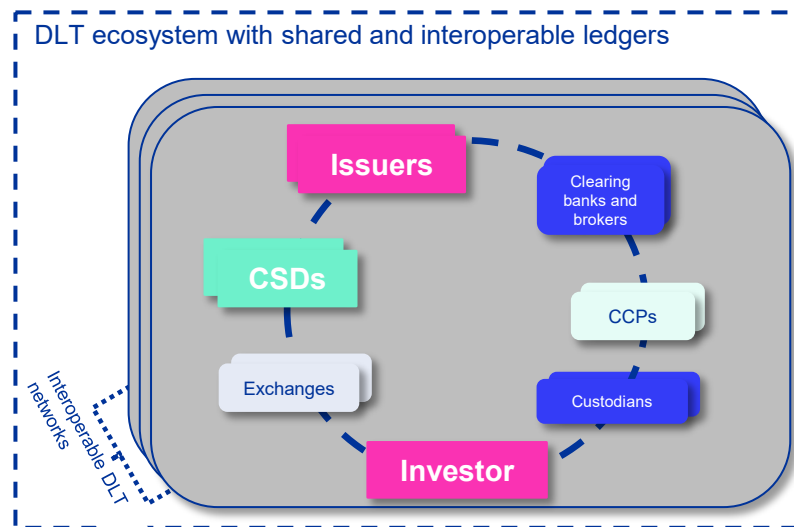 DLT ecosystem with shared and interoperable ledgers
Issuers
Clearing
banks and
brokers
CSDs
CCPs
Exchanges
Custodians
Investor
Interoperable DLT
networks